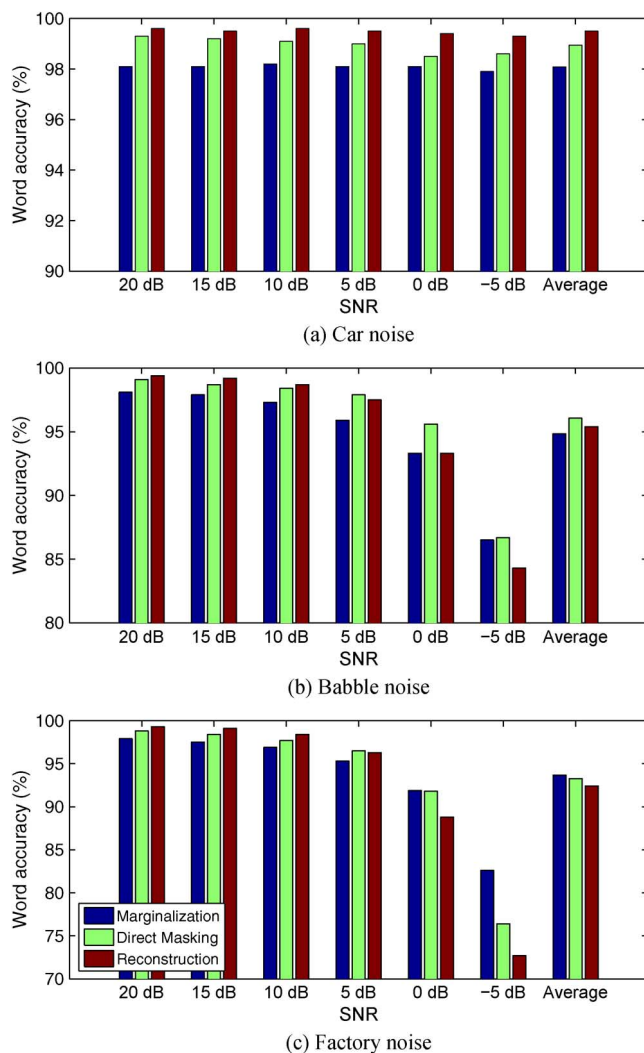 100
98
96
94
92
90
Word accuracy (%)
20 dB 15 dB 10 dB 5 dB 0 dB −5 dB Average
SNR
(a) Car noise
100
95
90
85
80
Word accuracy (%)
20 dB 15 dB 10 dB 5 dB 0 dB −5 dB Average
SNR
(b) Babble noise
100
95
90
85
80
75
70
Word accuracy (%)
Marginalization
Direct Masking
Reconstruction
20 dB 15 dB 10 dB 5 dB 0 dB −5 dB Average
SNR
(c) Factory noise